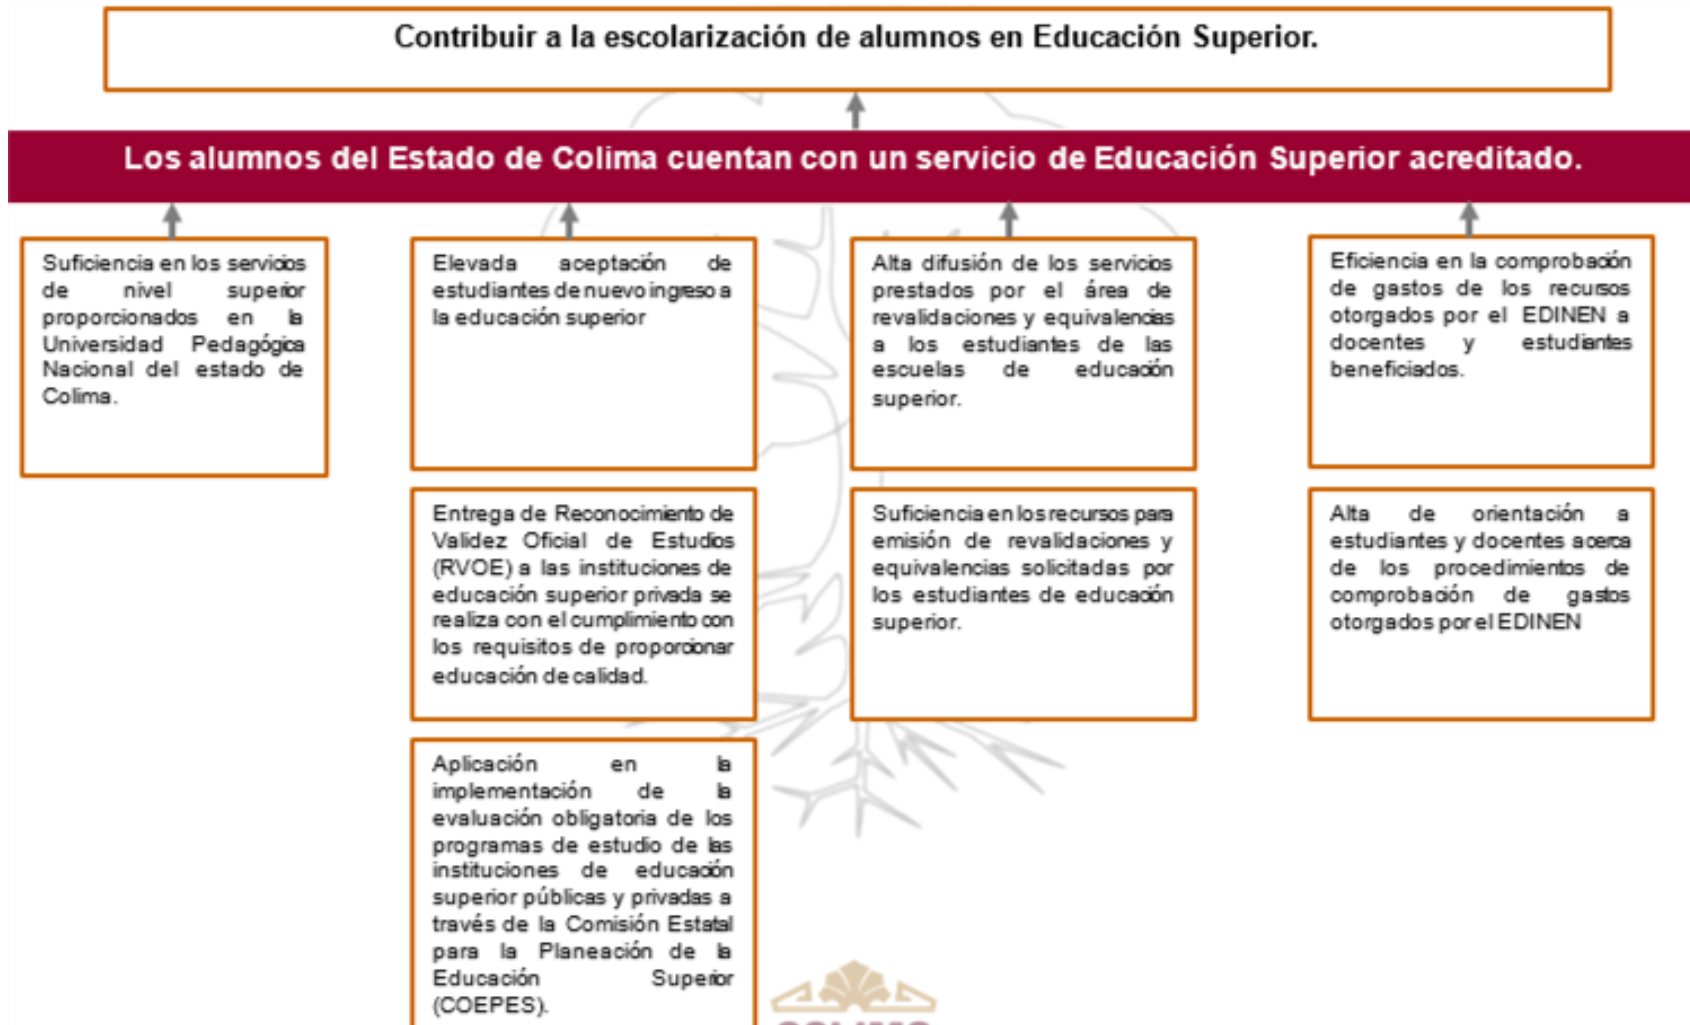 Contribuir a la escolarización de alumnos en Educación Superior.
Los alumnos del Estado de Colima cuentan con un servicio de Educación Superior acreditado.
Suficiencia en los servicios
de nivel superior
proporcionados en la
Universidad Pedagógica
Nacional del estado de
Colima.
Elevada aceptación de
estudiantes de nuevo ingreso a
la educación superior
Entrega de Reconocimiento de
Validez Oficial de Estudios
(RVOE) a las instituciones de
educación superior privada se
realiza con el cumplimiento con
los requisitos de proporcionar
educación de calidad.
Aplicación en la
implementación de la
evaluación obligatoria de los
programas de estudio de las
instituciones de educación
superior públicas y privadas a
través de la Comisión Estatal
para la Planeación de la
Educación Superior
(COEPES).
Alta difusión de los servicios
prestados por el área de
revalidaciones y equivalencias
a los estudiantes de las
escuelas de educación
superior.
Suficiencia en los recursos para
emisión de revalidaciones y
equivalencias solicitadas por
los estudiantes de educación
superior.
Eficiencia en la comprobación
de gastos de los recursos
otorgados por el EDINEN a
docentes y estudiantes
beneficiados.
Alta de orientación a
estudiantes y docentes acerca
de los procedimientos de
comprobación de gastos
otorgados por el EDINEN